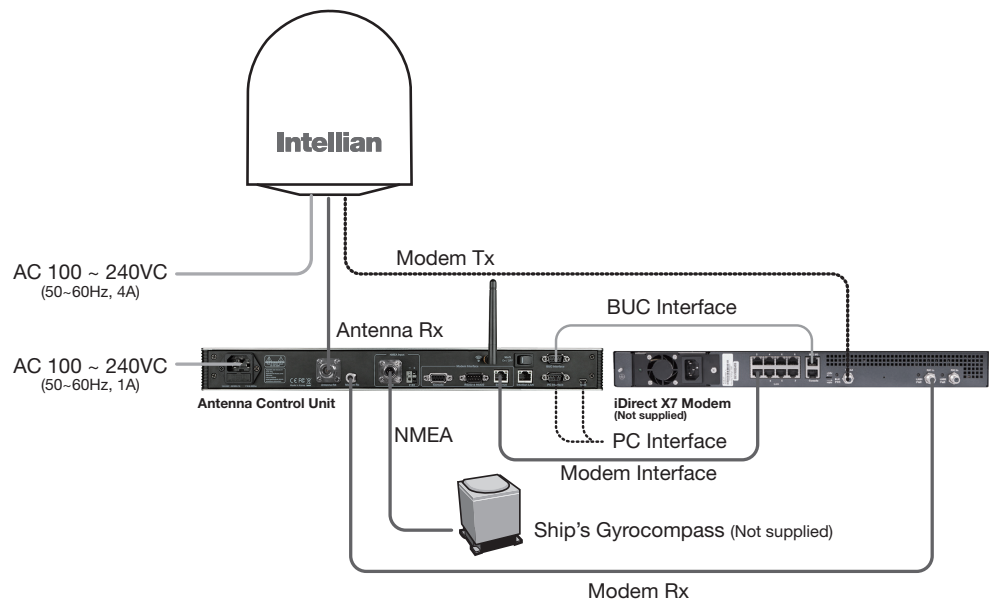 Intellian
Modem Tx
AC 100 ~ 240VC
(50~60Hz, 4A)
BUC Interface
Antenna Rx
AC 100 ~ 240VC
(50~60Hz, 1A)
Antenna Control Unit
iDirect X7 Modem
(Not supplied)
NMEA
PC Interface
Modem Interface
Ship's Gyrocompass (Not supplied)
Modem Rx